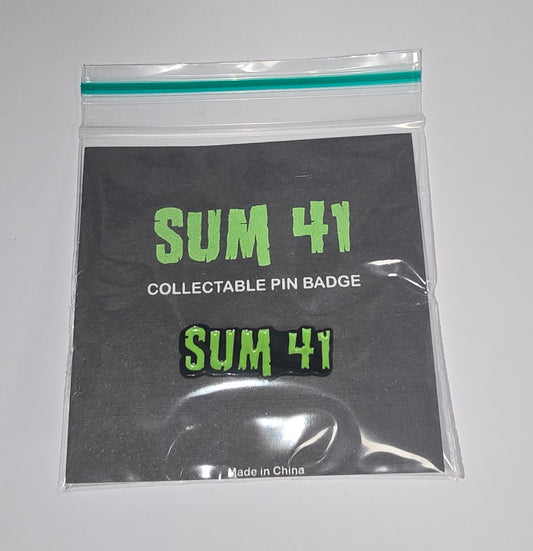 SUM 41
COLLECTABLE PIN BADGE
SUM 41
Made in China